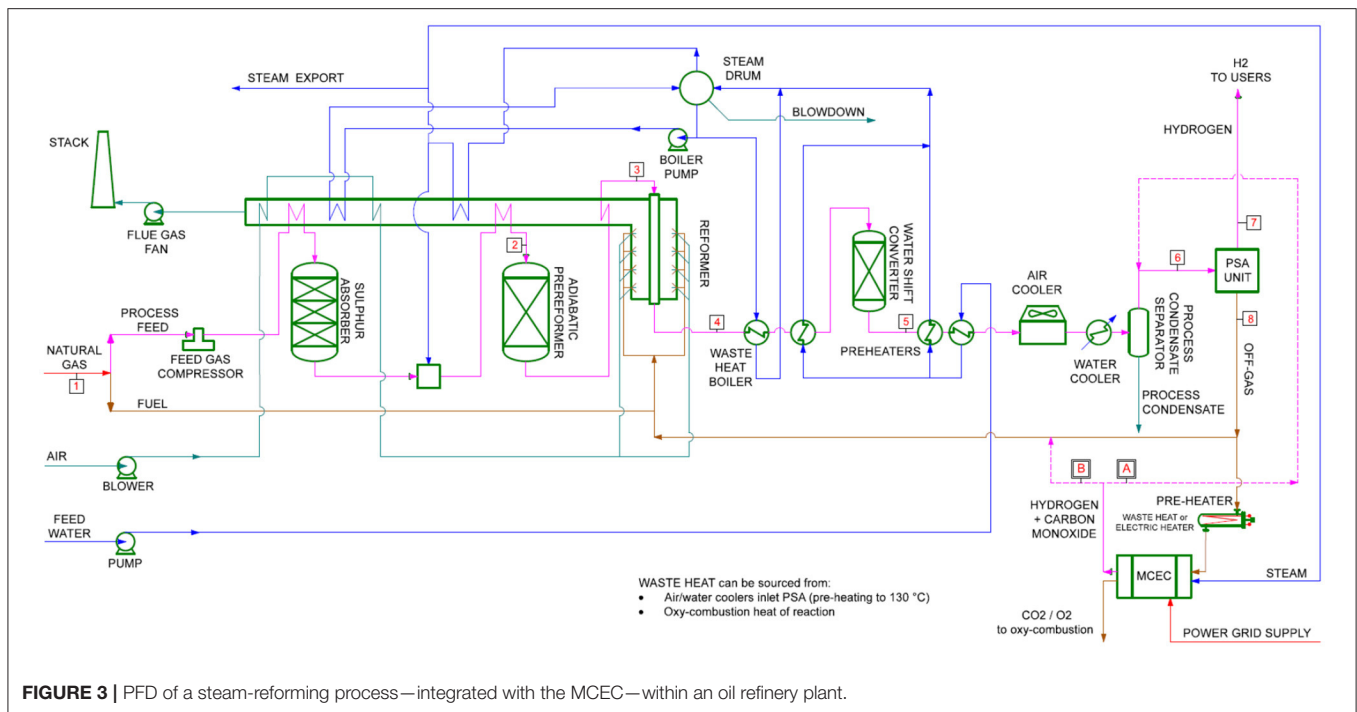 STEAM EXPORT
STEAM
DRUM
BLOWDOWN
H2
TO USERS
HYDROGEN
STACK
BOILER
PUMP
3
FLUE GAS
FAN
2
REFORMER
WATER SHIFT
CONVERTER
7
6
PSA
UNIT
SULPHUR
ABSORBER
ADIABATIC
PREREFORMER
AIR
COOLER
PROCESS
CONDENSATE
SEPARATOR
PROCESS
FEED
4
5
8
NATURAL
GAS
1
FEED GAS
COMPRESSOR
WASTE
HEAT
BOILER
PREHEATERS
WATER
COOLER
OFF-GAS
PROCESS
CONDENSATE
FUEL
AIR
BLOWER
B
A
HYDROGEN
+ CARBON
MONOXIDE
PRE-HEATER
WASTE HEAT or
ELECTRIC HEATER
FEED
WATER
PUMP
MCEC
STEAM
WASTE HEAT can be sourced from:
• Air/water coolers inlet PSA (pre-heating to 130 °C)
• Oxy-combustion heat of reaction
CO2 / O2
to oxy-combustion
POWER GRID SUPPLY
FIGURE 3 | PFD of a steam-reforming process—integrated with the MCEC—within an oil refinery plant.